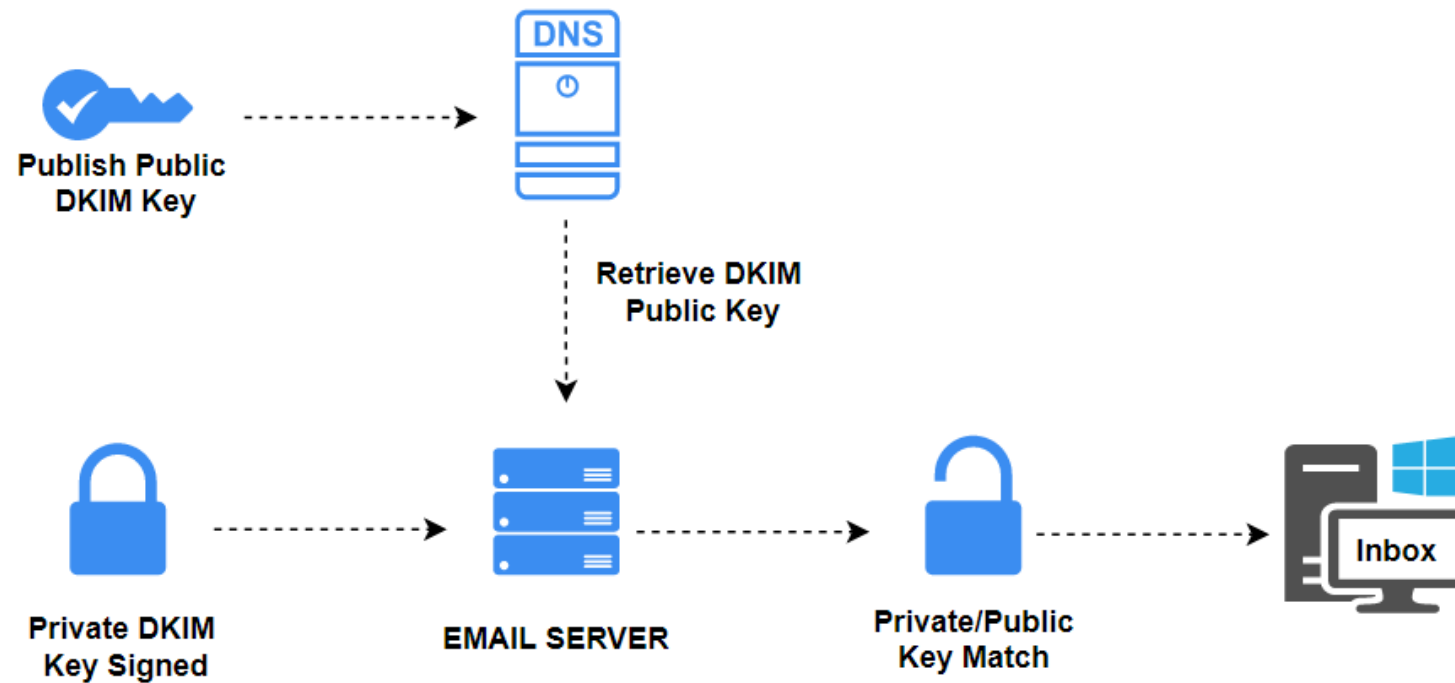 DNS
Publish Public
DKIM Key
Retrieve DKIM
Public Key
Private DKIM
Key Signed
EMAIL SERVER
Private/Public
Key Match
Inbox